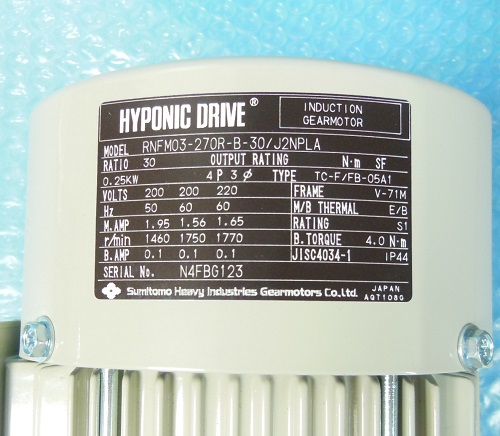 HYPONIC DRIVE® INDUCTION GEARMOTOR
MODEL RNFM03-270R-B-30/J2NPLA
RATIO 30 OUTPUT RATING N·m SF
0.25KW 4 P 3 ϕ TYPE TC-F/FB-05A1
VOLTS 200 200 220 FRAME V-71M
Hz 50 60 60 M/B THERMAL E/B
M.AMP 1.95 1.56 1.65 RATING S1
r/min 1460 1750 1770 B.TORQUE 4.0 N·m
B.AMP 0.1 0.1 0.1 JISC4034-1 IP44
SERIAL No. N4FBG123
Sumitomo Heavy Industries Gearmotors Co.,Ltd. JAPAN
AQT108G